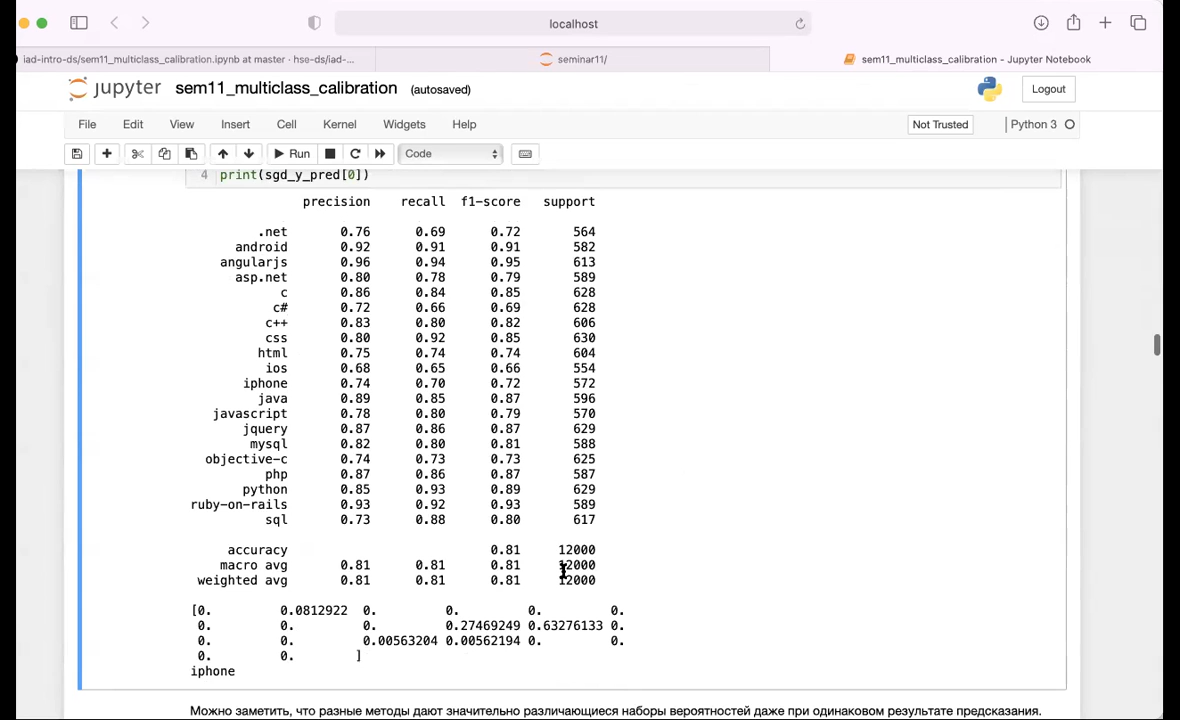 localhost
iad-intro-ds/sem11_multiclass_calibration.ipynb at master · hse-ds/iad-...
seminar11/
sem11_multiclass_calibration - Jupyter Notebook
jupyter sem11_multiclass_calibration (autosaved)
Logout
File Edit View Insert Cell Kernel Widgets Help
Not Trusted
Python 3
Run
Code
4 print(sgd_y_pred[0])
precision recall f1-score support
.net 0.76 0.69 0.72 564
android 0.92 0.91 0.91 582
angularjs 0.96 0.94 0.95 613
asp.net 0.80 0.78 0.79 589
c 0.86 0.84 0.85 628
c# 0.72 0.66 0.69 628
c++ 0.83 0.80 0.82 606
css 0.80 0.92 0.85 630
html 0.75 0.74 0.74 604
ios 0.68 0.65 0.66 554
iphone 0.74 0.70 0.72 572
java 0.89 0.85 0.87 596
javascript 0.78 0.80 0.79 570
jquery 0.87 0.86 0.87 629
mysql 0.82 0.80 0.81 588
objective-c 0.74 0.73 0.73 625
php 0.87 0.86 0.87 587
python 0.85 0.93 0.89 629
ruby-on-rails 0.93 0.92 0.93 589
sql 0.73 0.88 0.80 617
accuracy 0.81 12000
macro avg 0.81 0.81 0.81 12000
weighted avg 0.81 0.81 0.81 12000
[0. 0.0812922 0. 0. 0. 0.
0. 0. 0. 0.27469249 0.63276133 0.
0. 0. 0.00563204 0.00562194 0. 0.
0. 0. ]
iphone
Можно заметить, что разные методы дают значительно различающиеся наборы вероятностей даже при одинаковом результате предсказания.